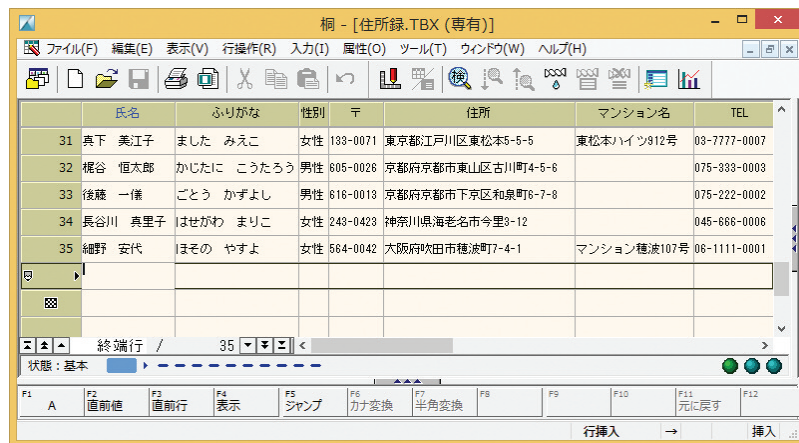 桐 - [住所録.TBX (専有)]
ファイル(F) 編集(E) 表示(V) 行操作(R) 入力(I) 属性(O) ツール(T) ウィンドウ(W) ヘルプ(H)
氏名 ふりがな 性別 〒 住所 マンション名 TEL
31 真下 美江子 ました みえこ 女性 133-0071 東京都江戸川区東松本5-5-5 東松本ハイツ912号 03-7777-0007
32 梶谷 恒太郎 かじたに こうたろう 男性 605-0026 京都府京都市東山区古川町4-5-6 075-333-0003
33 後藤 一儀 ごとう かずよし 男性 616-0013 京都府京都市下京区和泉町6-7-8 075-222-0002
34 長谷川 真里子 はせがわ まりこ 女性 243-0423 神奈川県海老名市今里3-12 045-666-0006
35 細野 安代 ほその やすよ 女性 564-0042 大阪府吹田市穂波町7-4-1 マンション穂波107号 06-1111-0001
終端行 / 35
状態：基本
F1 A F2 直前値 F3 直前行 F4 表示 F5 ジャンプ F6 カナ変換 F7 半角変換 F8 F9 F10 F11 元に戻す F12
行挿入 → 挿入